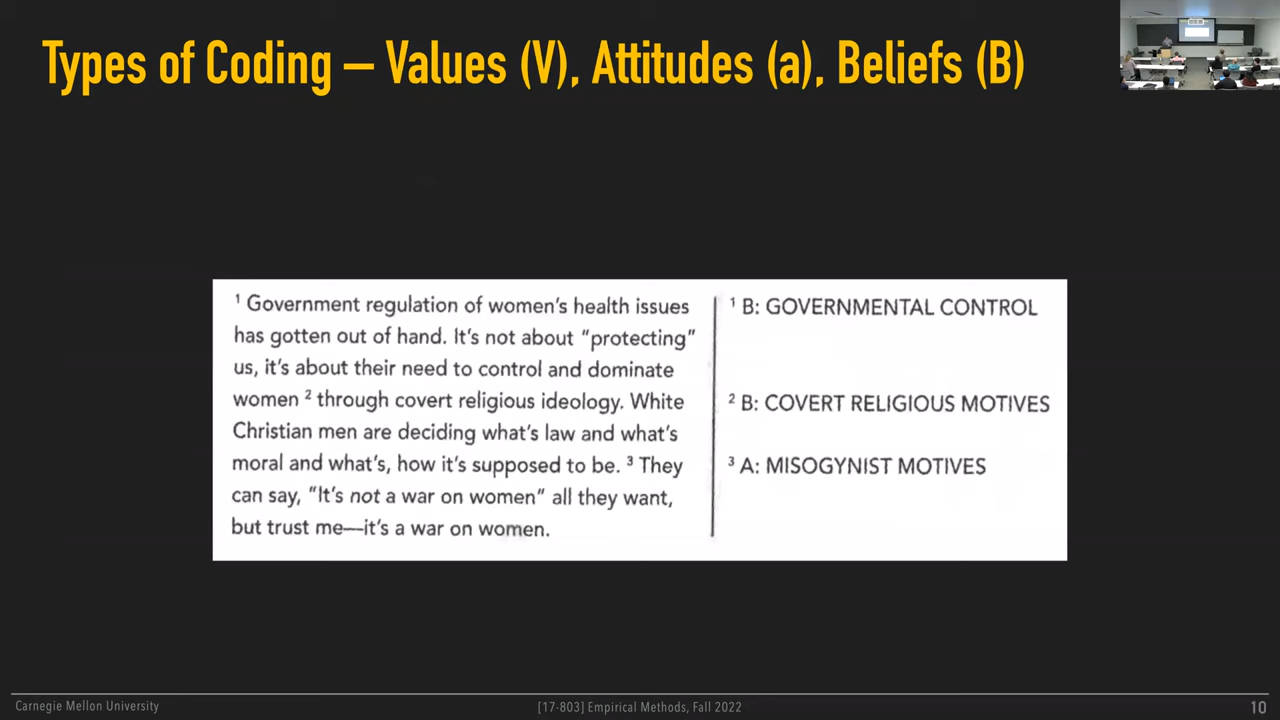 Types of Coding — Values (V), Attitudes (a), Beliefs (B)
¹ Government regulation of women's health issues
has gotten out of hand. It's not about “protecting”
us, it's about their need to control and dominate
women ² through covert religious ideology. White
Christian men are deciding what's law and what's
moral and what's, how it's supposed to be. ³ They
can say, “It's not a war on women” all they want,
but trust me—it's a war on women.
¹ B: GOVERNMENTAL CONTROL
² B: COVERT RELIGIOUS MOTIVES
³ A: MISOGYNIST MOTIVES
Carnegie Mellon University
[17-803] Empirical Methods, Fall 2022
10